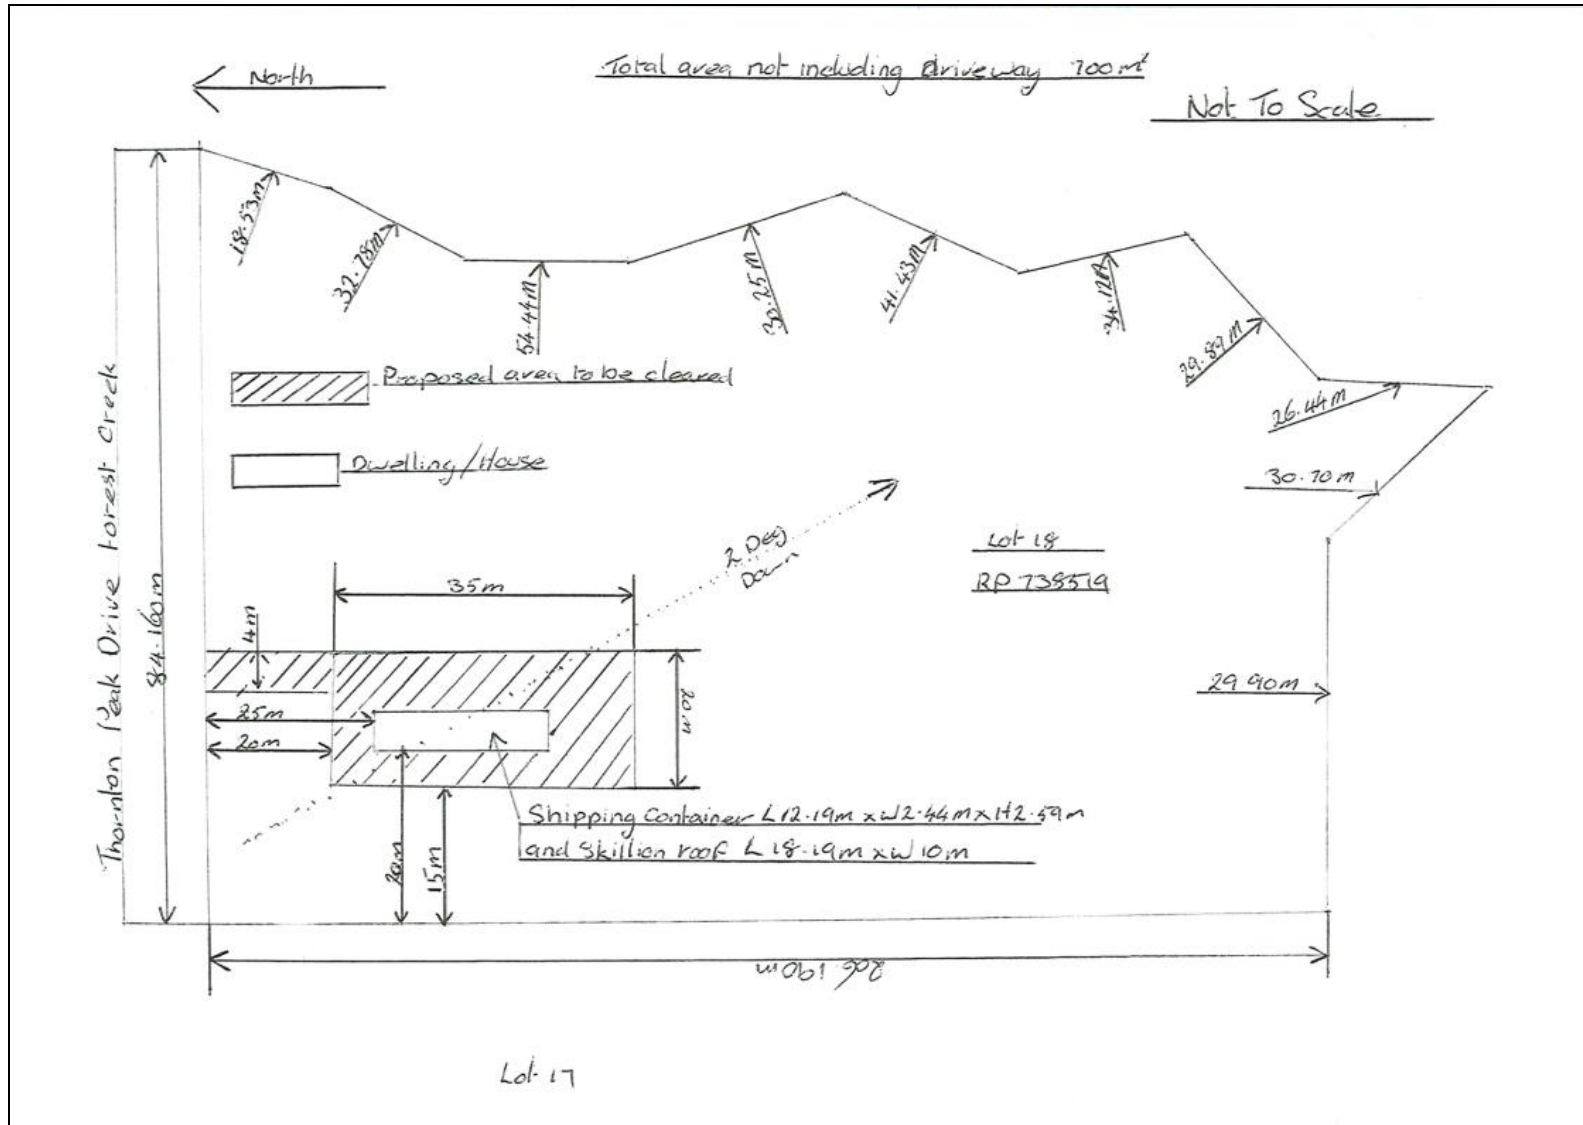 North
Total area not including driveway 700m²
Not To Scale
18.53m
32.78m
54.44m
30.25m
41.43m
34.12m
29.89m
26.44m
30.70m
Proposed area to be cleared
Dwelling/House
Thornton Peak Drive Forest Creek
84.160m
2 Deg
Down
Lot 18
RP 738519
35m
4m
25m
20m
20m
29.90m
Shipping Container L12.19m x W2.44m x H2.59m
and Skillion roof L18.19m x W10m
20m
15m
206.190m
Lot 17